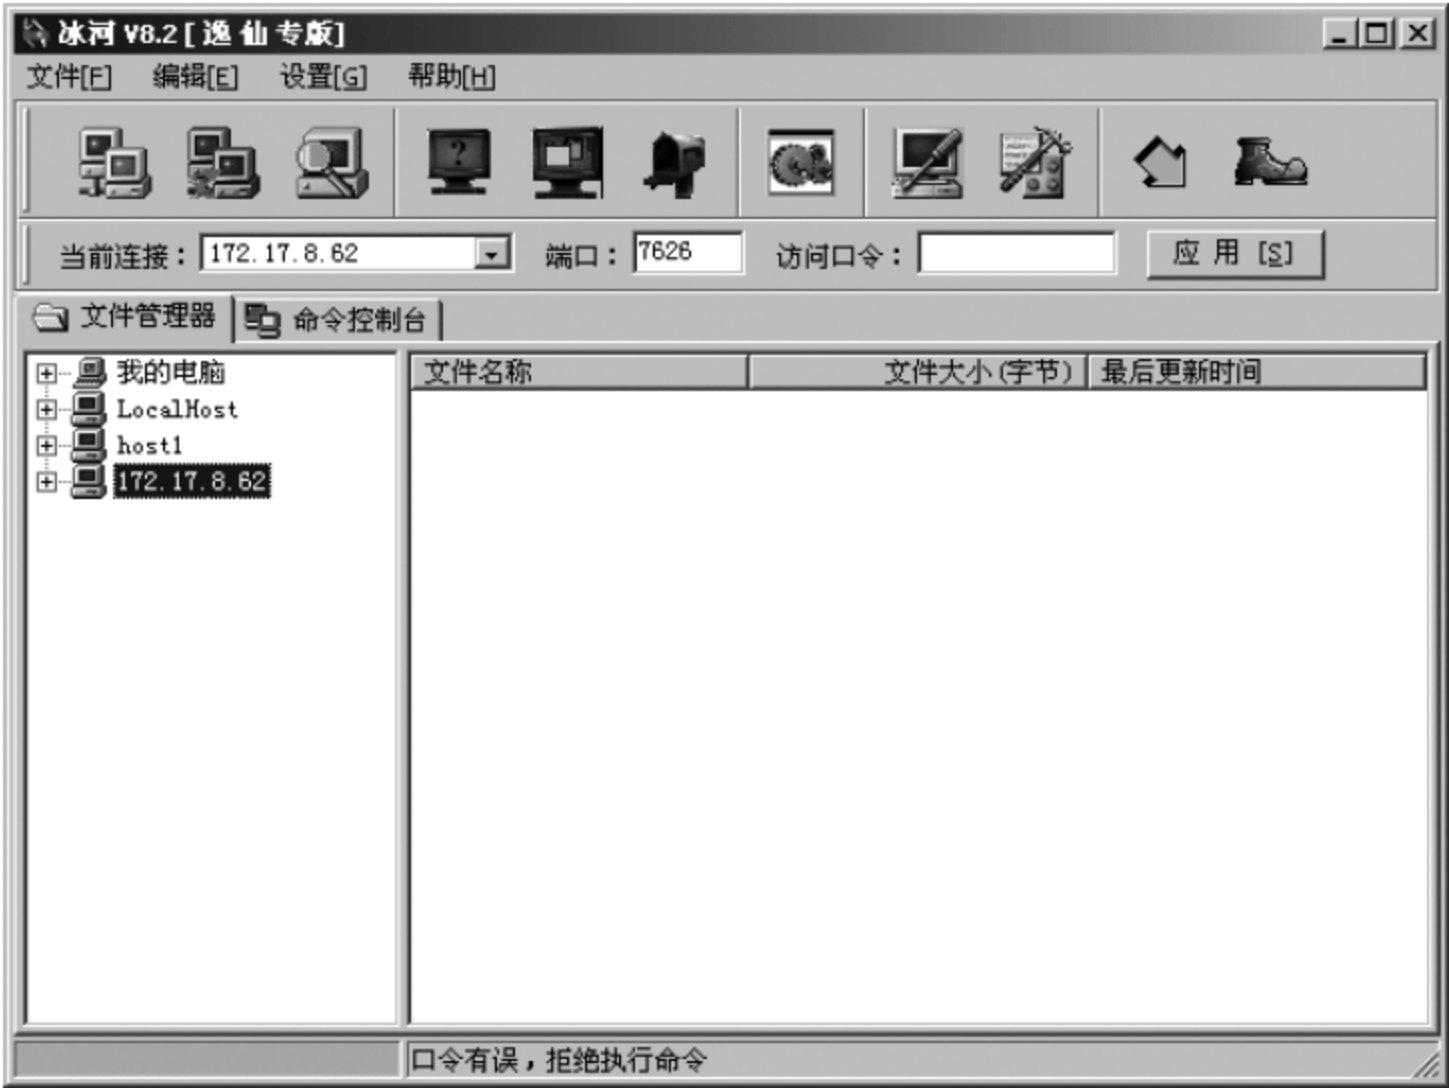 冰河 V8.2 [ 逸 仙 专版]
文件[F] 编辑[E] 设置[G] 帮助[H]
?
当前连接： 172.17.8.62 端口： 7626 访问口令： 应 用 [S]
文件管理器 命令控制台
我的电脑 文件名称 文件大小(字节) 最后更新时间
LocalHost
host1
172.17.8.62
口令有误，拒绝执行命令